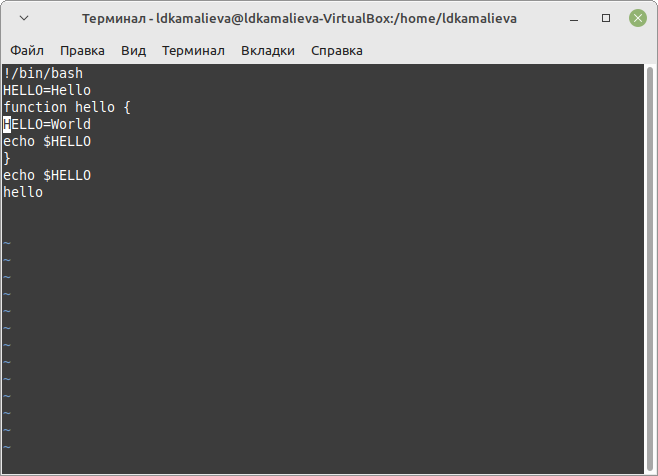 Терминал - ldkamalieva@ldkamalieva-VirtualBox:/home/ldkamalieva
Файл Правка Вид Терминал Вкладки Справка
!/bin/bash
HELLO=Hello
function hello {
HELLO=World
echo $HELLO
}
echo $HELLO
hello
~
~
~
~
~
~
~
~
~
~
~
~
~